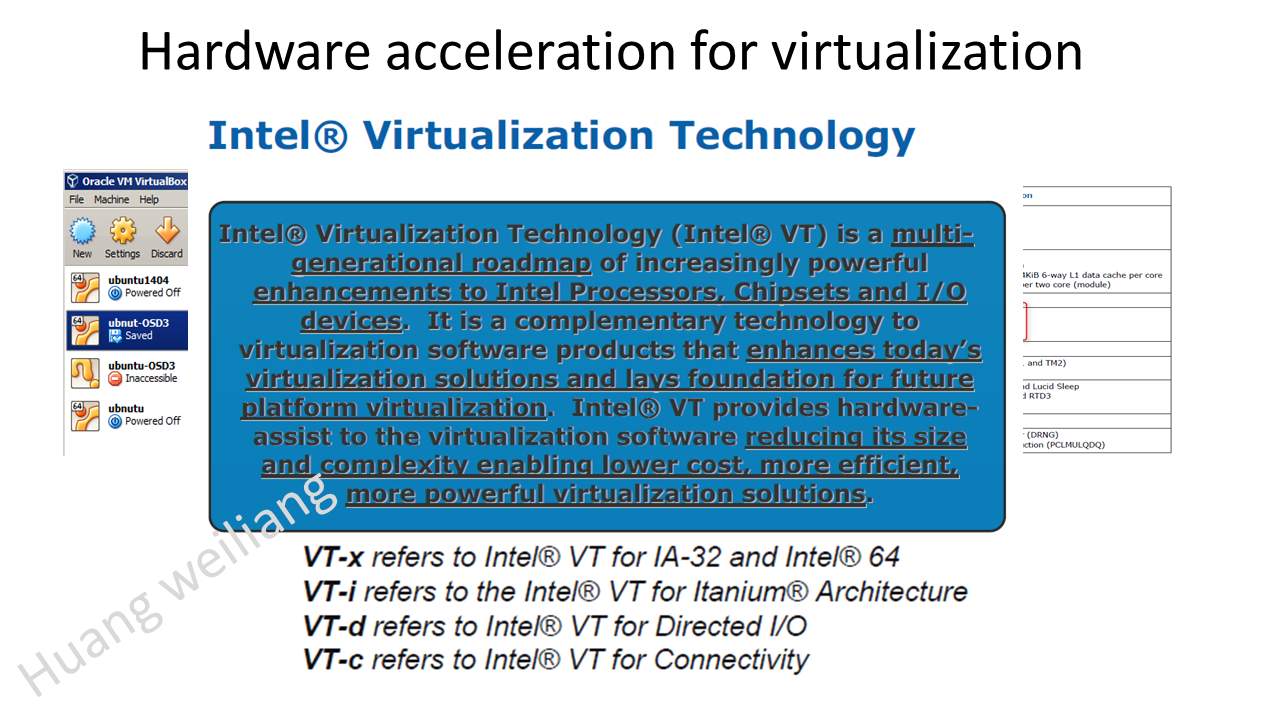 Hardware acceleration for virtualization
Intel® Virtualization Technology
Oracle VM VirtualBox
File Machine Help
New Settings Discard
64
ubuntu1404
Powered Off
64
ubnut-OSD3
Saved
ubuntu-OSD3
Inaccessible
64
ubnutu
Powered Off
Intel® Virtualization Technology (Intel® VT) is a multi-
generational roadmap of increasingly powerful
enhancements to Intel Processors, Chipsets and I/O
devices. It is a complementary technology to
virtualization software products that enhances today's
virtualization solutions and lays foundation for future
platform virtualization. Intel® VT provides hardware-
assist to the virtualization software reducing its size
and complexity enabling lower cost, more efficient,
more powerful virtualization solutions.
on
4KiB 6-way L1 data cache per core
per two core (module)
and TM2)
nd Lucid Sleep
d RTD3
(DRNG)
ction (PCLMULQDQ)
VT-x refers to Intel® VT for IA-32 and Intel® 64
VT-i refers to the Intel® VT for Itanium® Architecture
VT-d refers to Intel® VT for Directed I/O
VT-c refers to Intel® VT for Connectivity
Huang weiliang